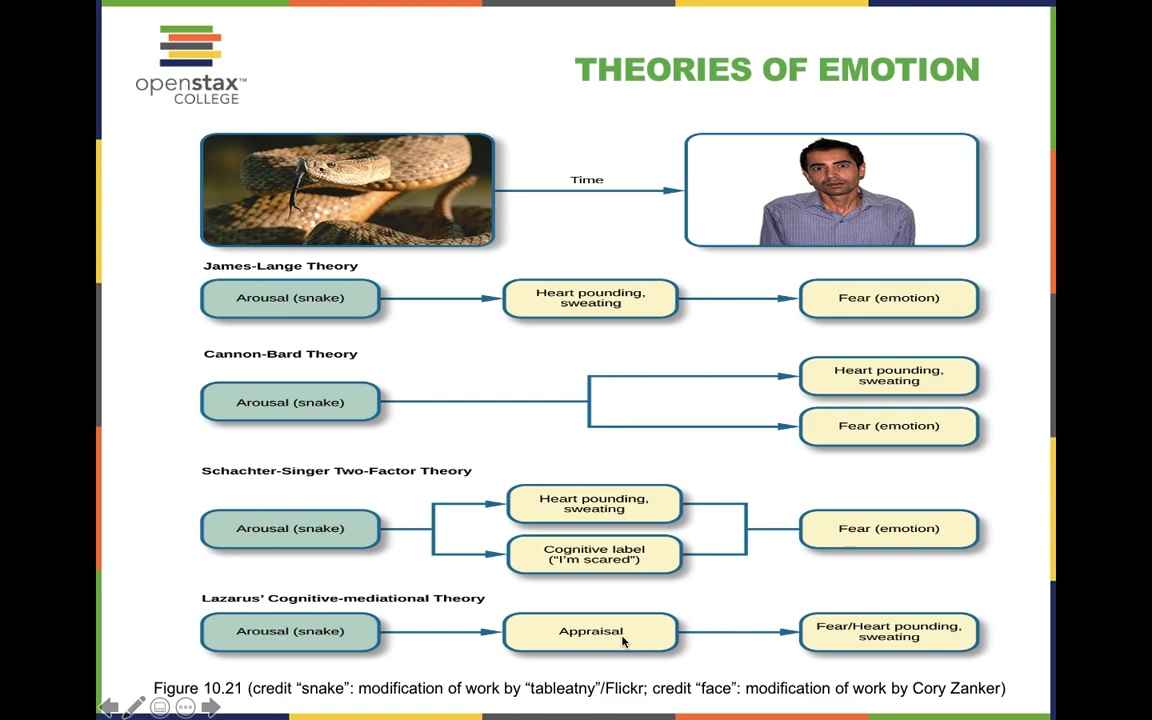 openstax™
COLLEGE
THEORIES OF EMOTION
Time
James-Lange Theory
Arousal (snake)
Heart pounding,
sweating
Fear (emotion)
Cannon-Bard Theory
Arousal (snake)
Heart pounding,
sweating
Fear (emotion)
Schachter-Singer Two-Factor Theory
Arousal (snake)
Heart pounding,
sweating
Cognitive label
(“I’m scared”)
Fear (emotion)
Lazarus’ Cognitive-mediational Theory
Arousal (snake)
Appraisal
Fear/Heart pounding,
sweating
Figure 10.21 (credit “snake”: modification of work by “tableatny”/Flickr; credit “face”: modification of work by Cory Zanker)